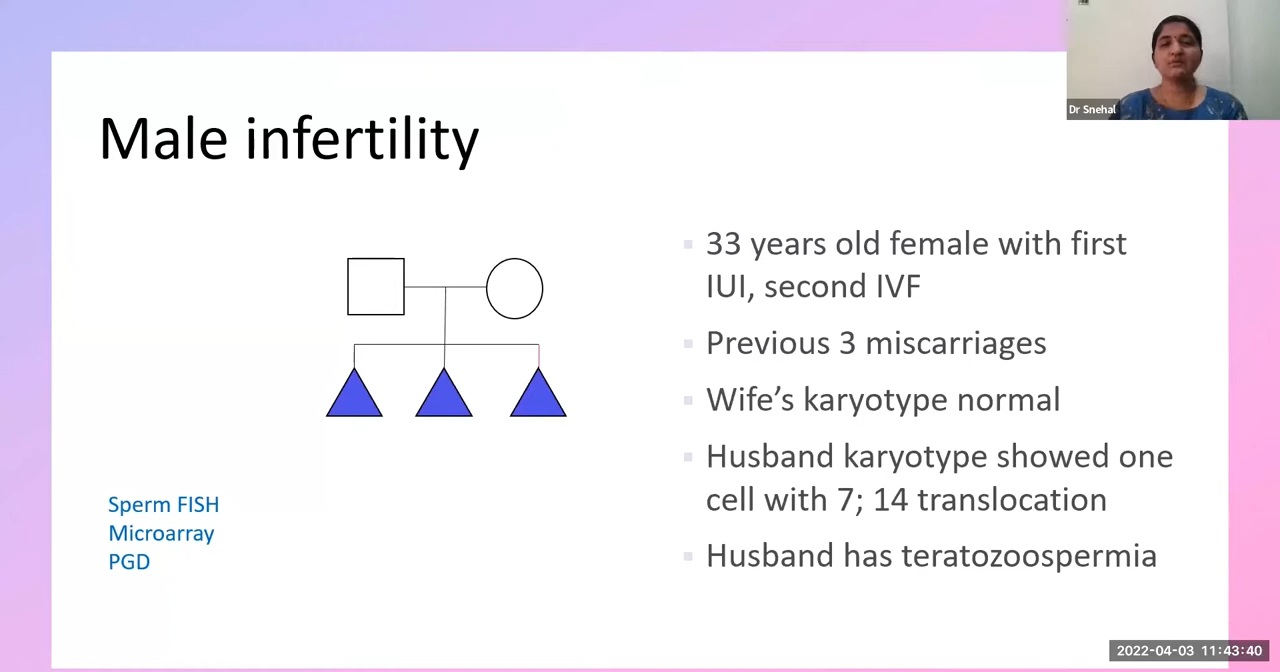 Dr Snehal
Male infertility
33 years old female with first
IUI, second IVF
Previous 3 miscarriages
Wife’s karyotype normal
Husband karyotype showed one
cell with 7; 14 translocation
Husband has teratozoospermia
Sperm FISH
Microarray
PGD
2022-04-03 11:43:40